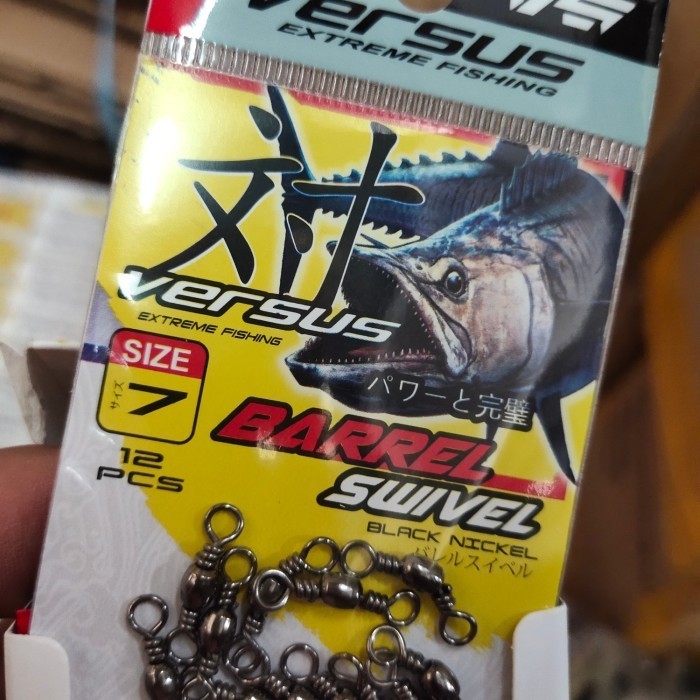 versus
EXTREME FISHING
対
versus
EXTREME FISHING
SIZE
サイズ
7
12
PCS
パワーと完璧
BARREL
SWIVEL
BLACK NICKEL
バレルスイベル